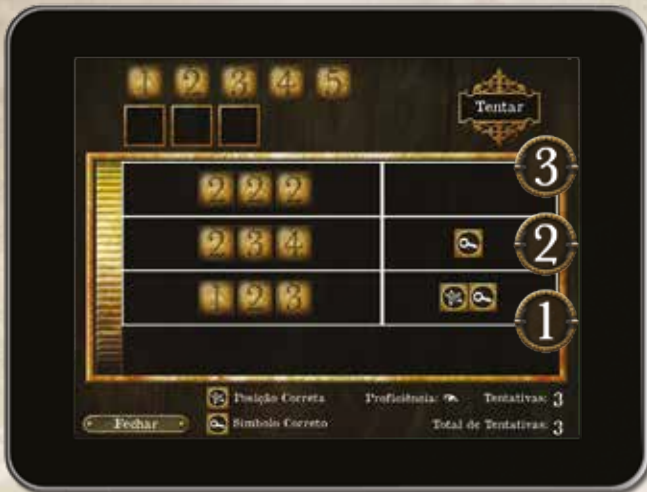 1 2 3 4 5
Tentar
2 2 2
3
2 3 4
2
1 2 3
1
Posição Correta
Proficiência:
Tentativas: 3
Fechar
Símbolo Correto
Total de Tentativas: 3